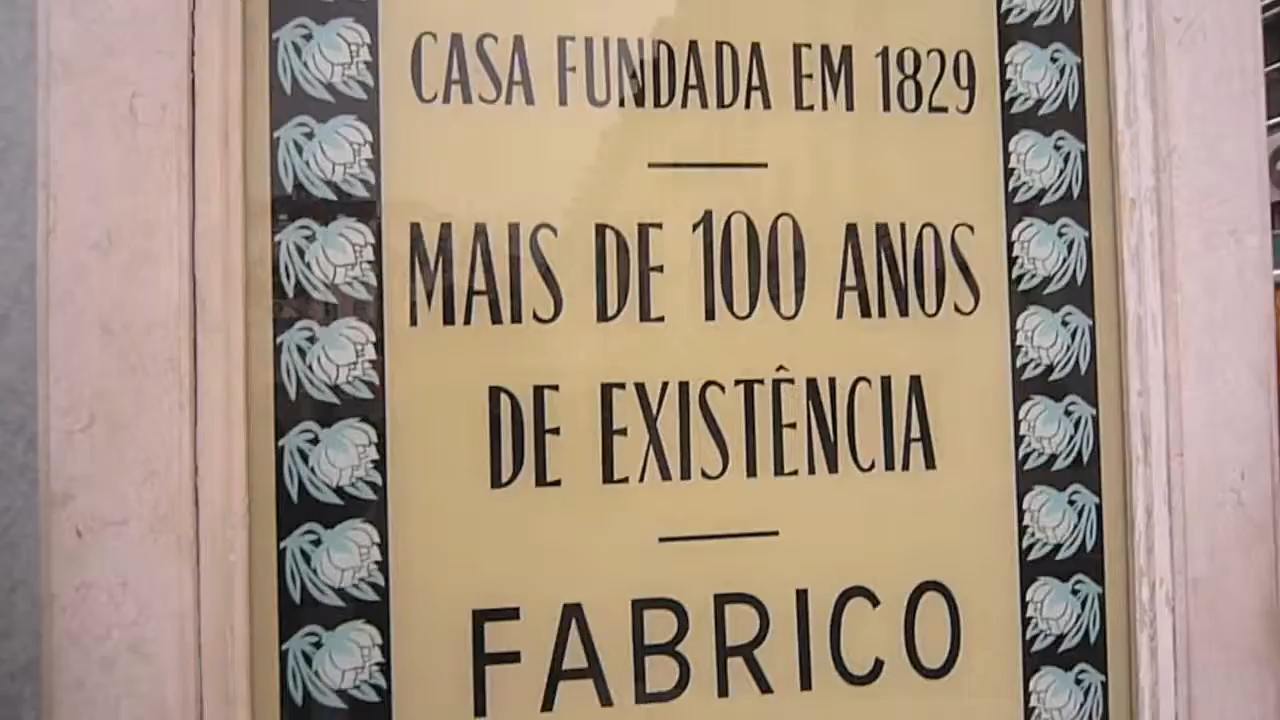 CASA FUNDADA EM 1829
MAIS DE 100 ANOS
DE EXISTÊNCIA
FABRICO